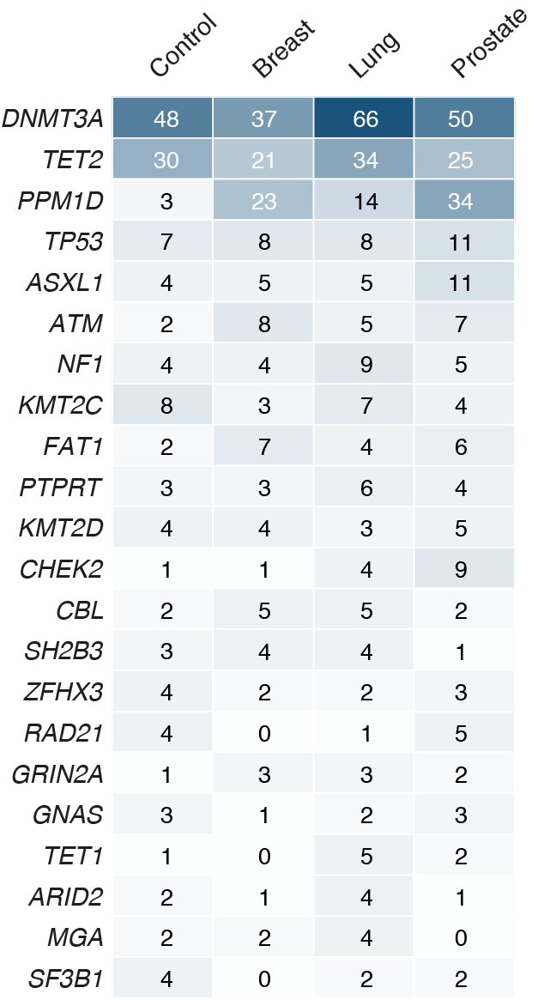 Control Breast Lung Prostate
DNMT3A 48 37 66 50
TET2 30 21 34 25
PPM1D 3 23 14 34
TP53 7 8 8 11
ASXL1 4 5 5 11
ATM 2 8 5 7
NF1 4 4 9 5
KMT2C 8 3 7 4
FAT1 2 7 4 6
PTPRT 3 3 6 4
KMT2D 4 4 3 5
CHEK2 1 1 4 9
CBL 2 5 5 2
SH2B3 3 4 4 1
ZFHX3 4 2 2 3
RAD21 4 0 1 5
GRIN2A 1 3 3 2
GNAS 3 1 2 3
TET1 1 0 5 2
ARID2 2 1 4 1
MGA 2 2 4 0
SF3B1 4 0 2 2